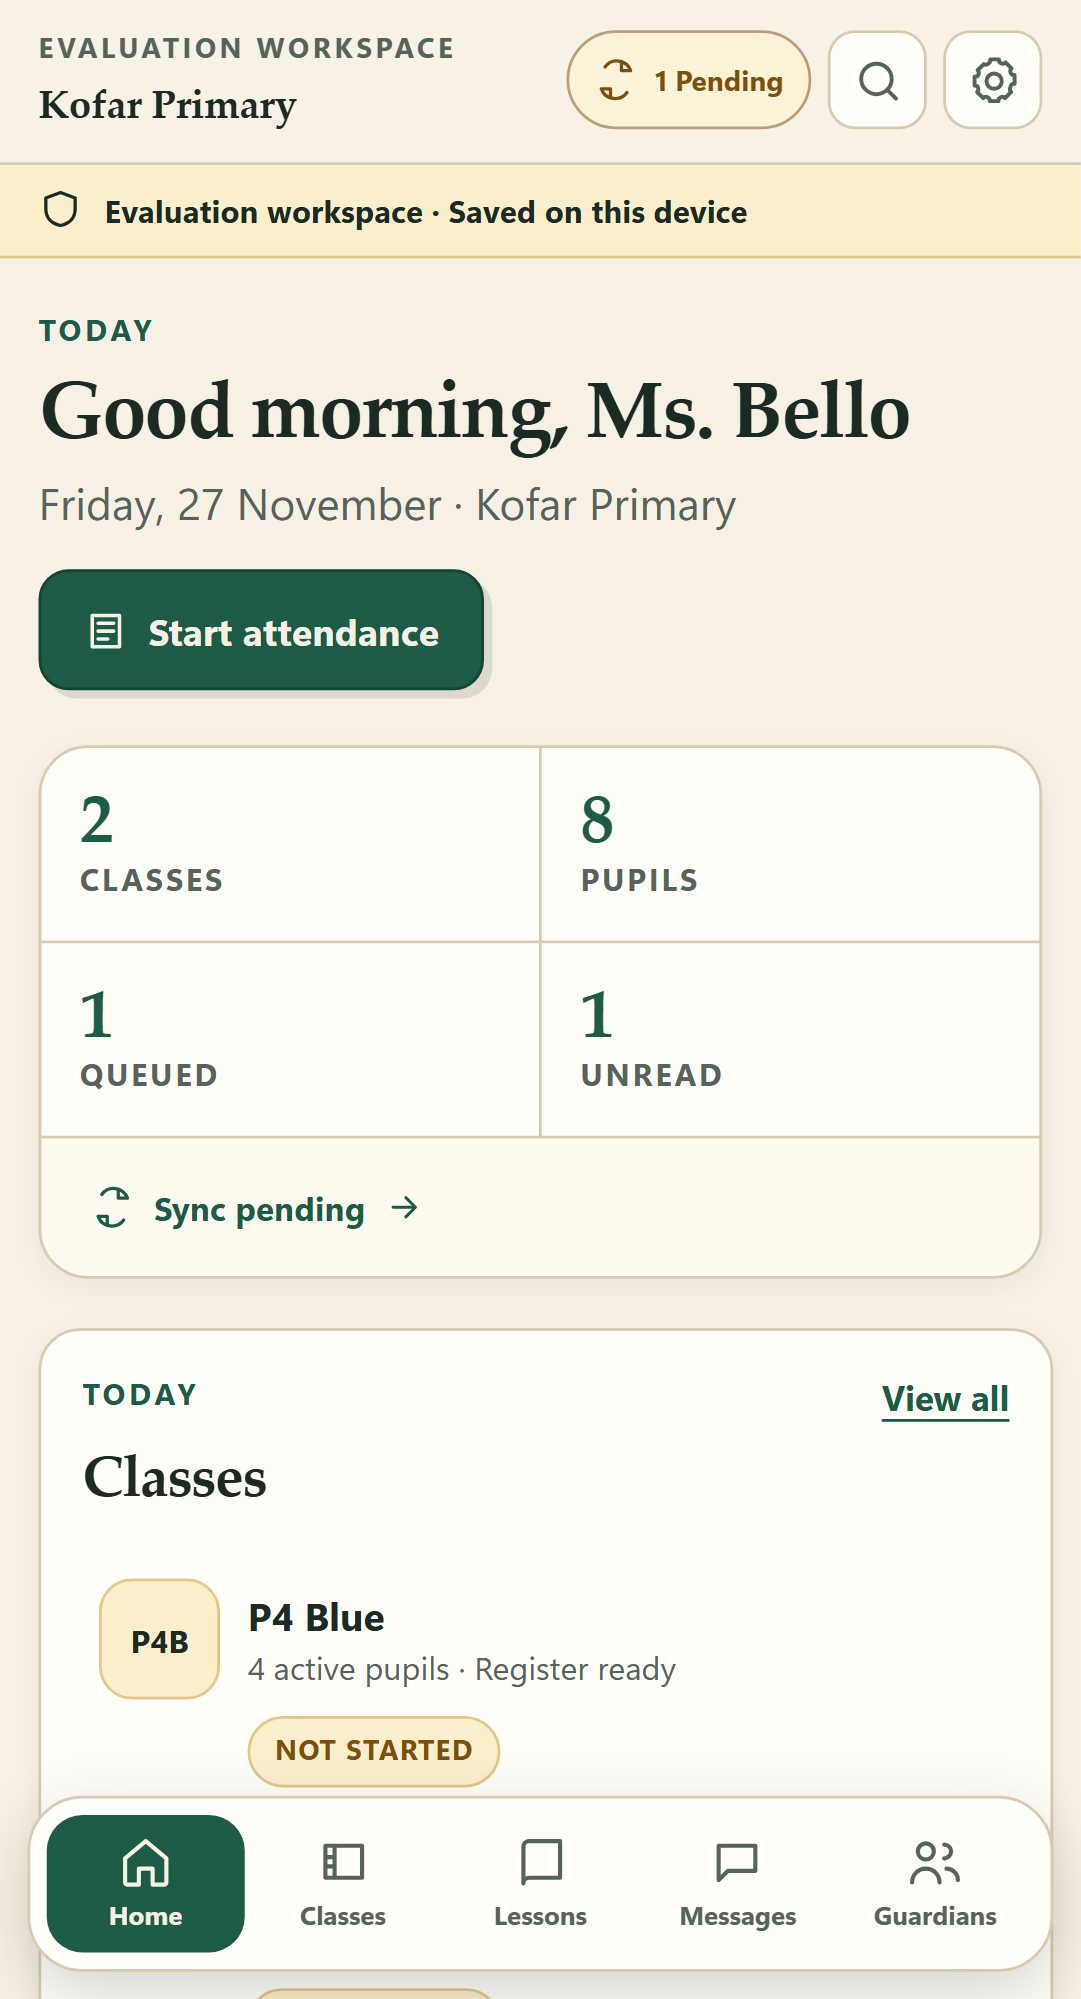 EVALUATION WORKSPACE
Kofar Primary
1 Pending
Evaluation workspace · Saved on this device
TODAY
Good morning, Ms. Bello
Friday, 27 November · Kofar Primary
Start attendance
2
CLASSES
8
PUPILS
1
QUEUED
1
UNREAD
Sync pending →
TODAY
View all
Classes
P4B
P4 Blue
4 active pupils · Register ready
NOT STARTED
Home
Classes
Lessons
Messages
Guardians